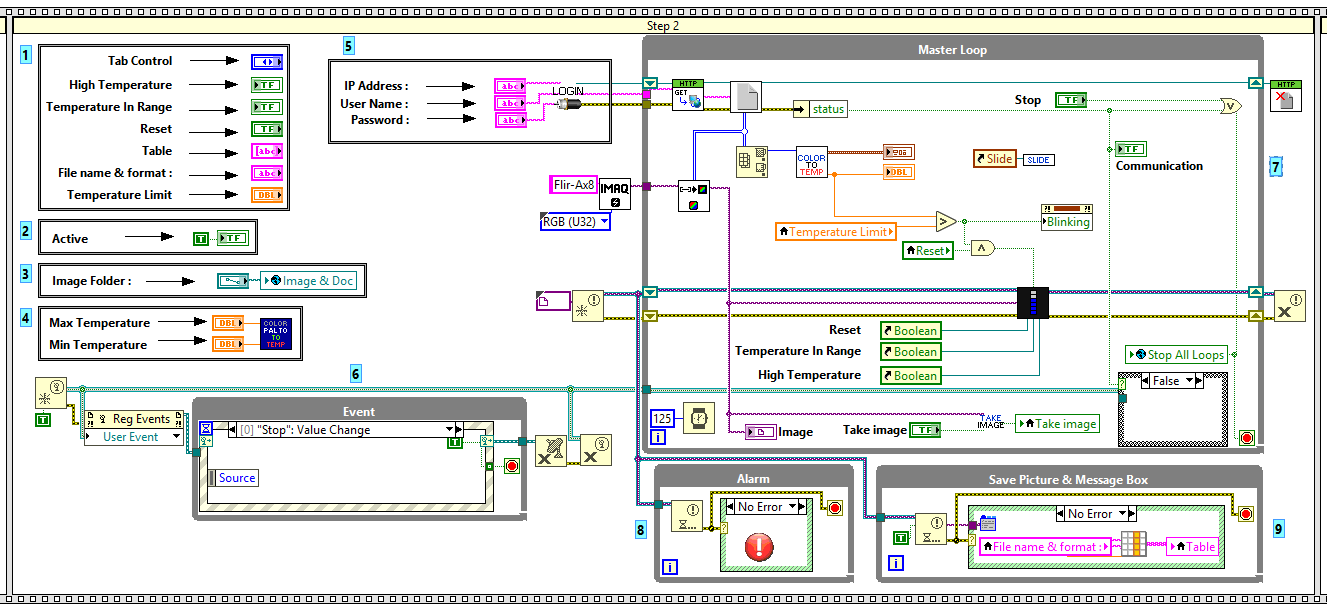 Step 2
1
Tab Control
High Temperature
TF
Temperature In Range
TF
Reset
TF
Table
[abc]
File name & format :
abc
Temperature Limit
DBL
2
Active
T
TF
3
Image Folder :
Image & Doc
4
Max Temperature
DBL
Min Temperature
DBL
COLOR
PALTO
TO
TEMP
5
IP Address :
abc
User Name :
abc
Password :
abc
LOGIN
Master Loop
HTTP
GET
status
Stop
TF
V
HTTP
TF
Communication
7
COLOR
TO
TEMP
DBL
Slide
SLIDE
Flir-Ax8
IMAQ
RGB (U32)
Temperature Limit
>
Blinking
Reset
Λ
Reset
Boolean
Temperature In Range
Boolean
High Temperature
Boolean
Stop All Loops
False
?
125
i
Image
Take image
TF
TAKE
IMAGE
Take image
6
T
Reg Events
User Event
Event
[0] "Stop": Value Change
T
Source
8
Alarm
No Error
?
i
Save Picture & Message Box
No Error
T
?
File name & format :
Table
i
9